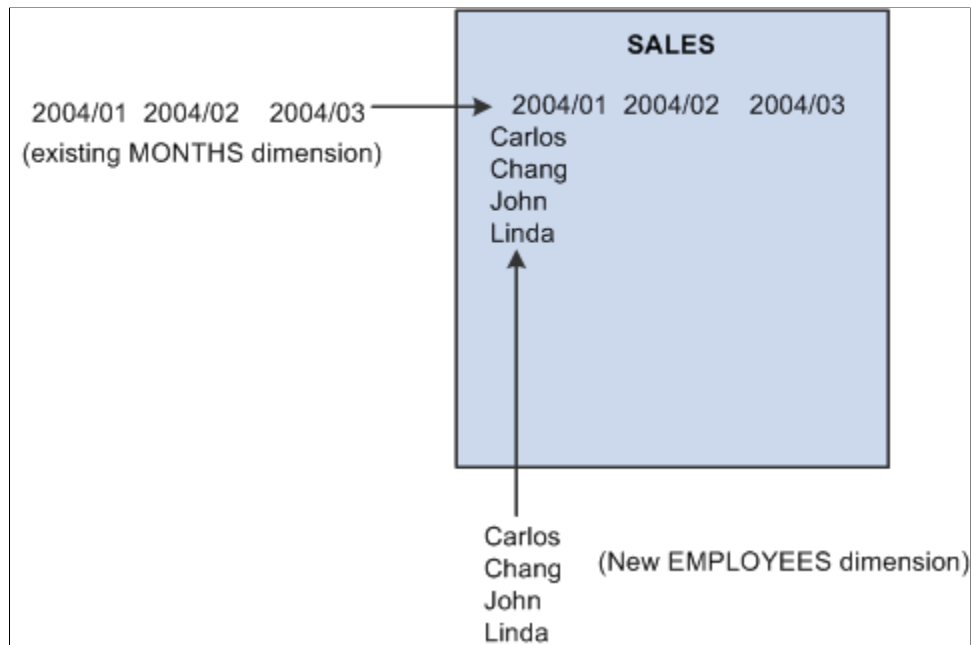 SALES
2004/01 2004/02 2004/03
(existing MONTHS dimension)
2004/01 2004/02 2004/03
Carlos
Chang
John
Linda
Carlos
Chang
John
Linda
(New EMPLOYEES dimension)